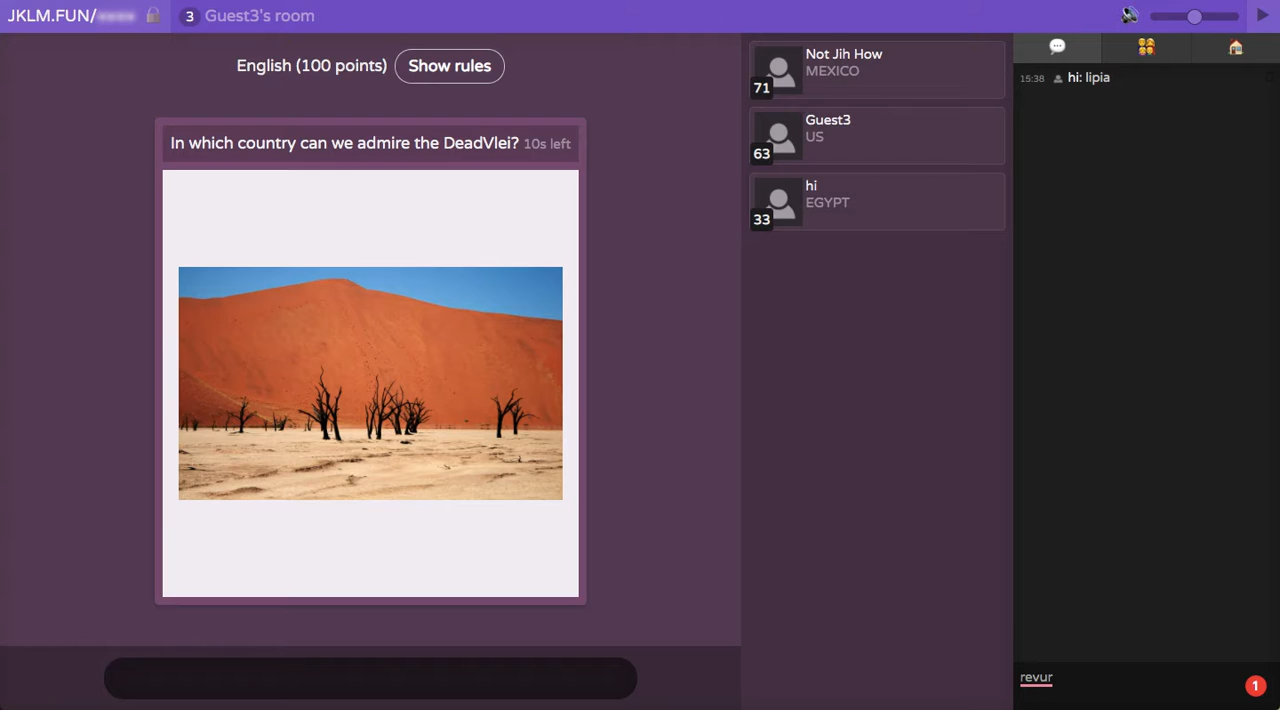 JKLM.FUN/
3 Guest3's room
English (100 points) Show rules
In which country can we admire the DeadVlei? 10s left
Not Jih How
MEXICO
71
Guest3
US
63
hi
EGYPT
33
15:38 hi: lipia
revur
1